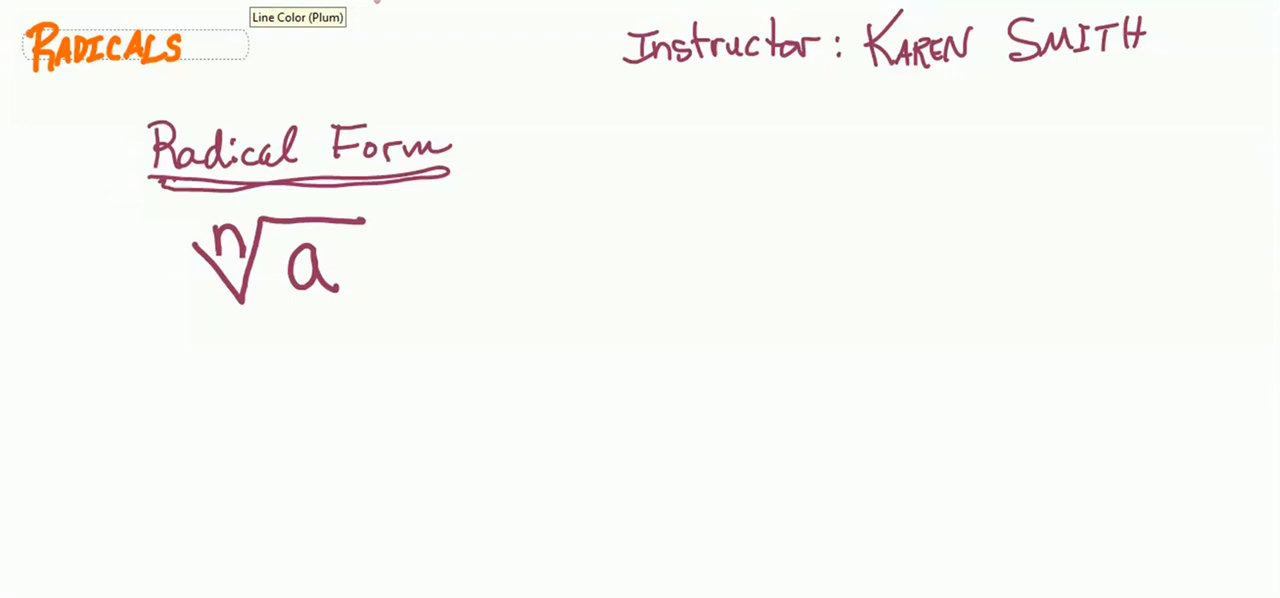 Line Color (Plum)
RADICALS
Instructor: KAREN SMITH
Radical Form
ⁿ√a